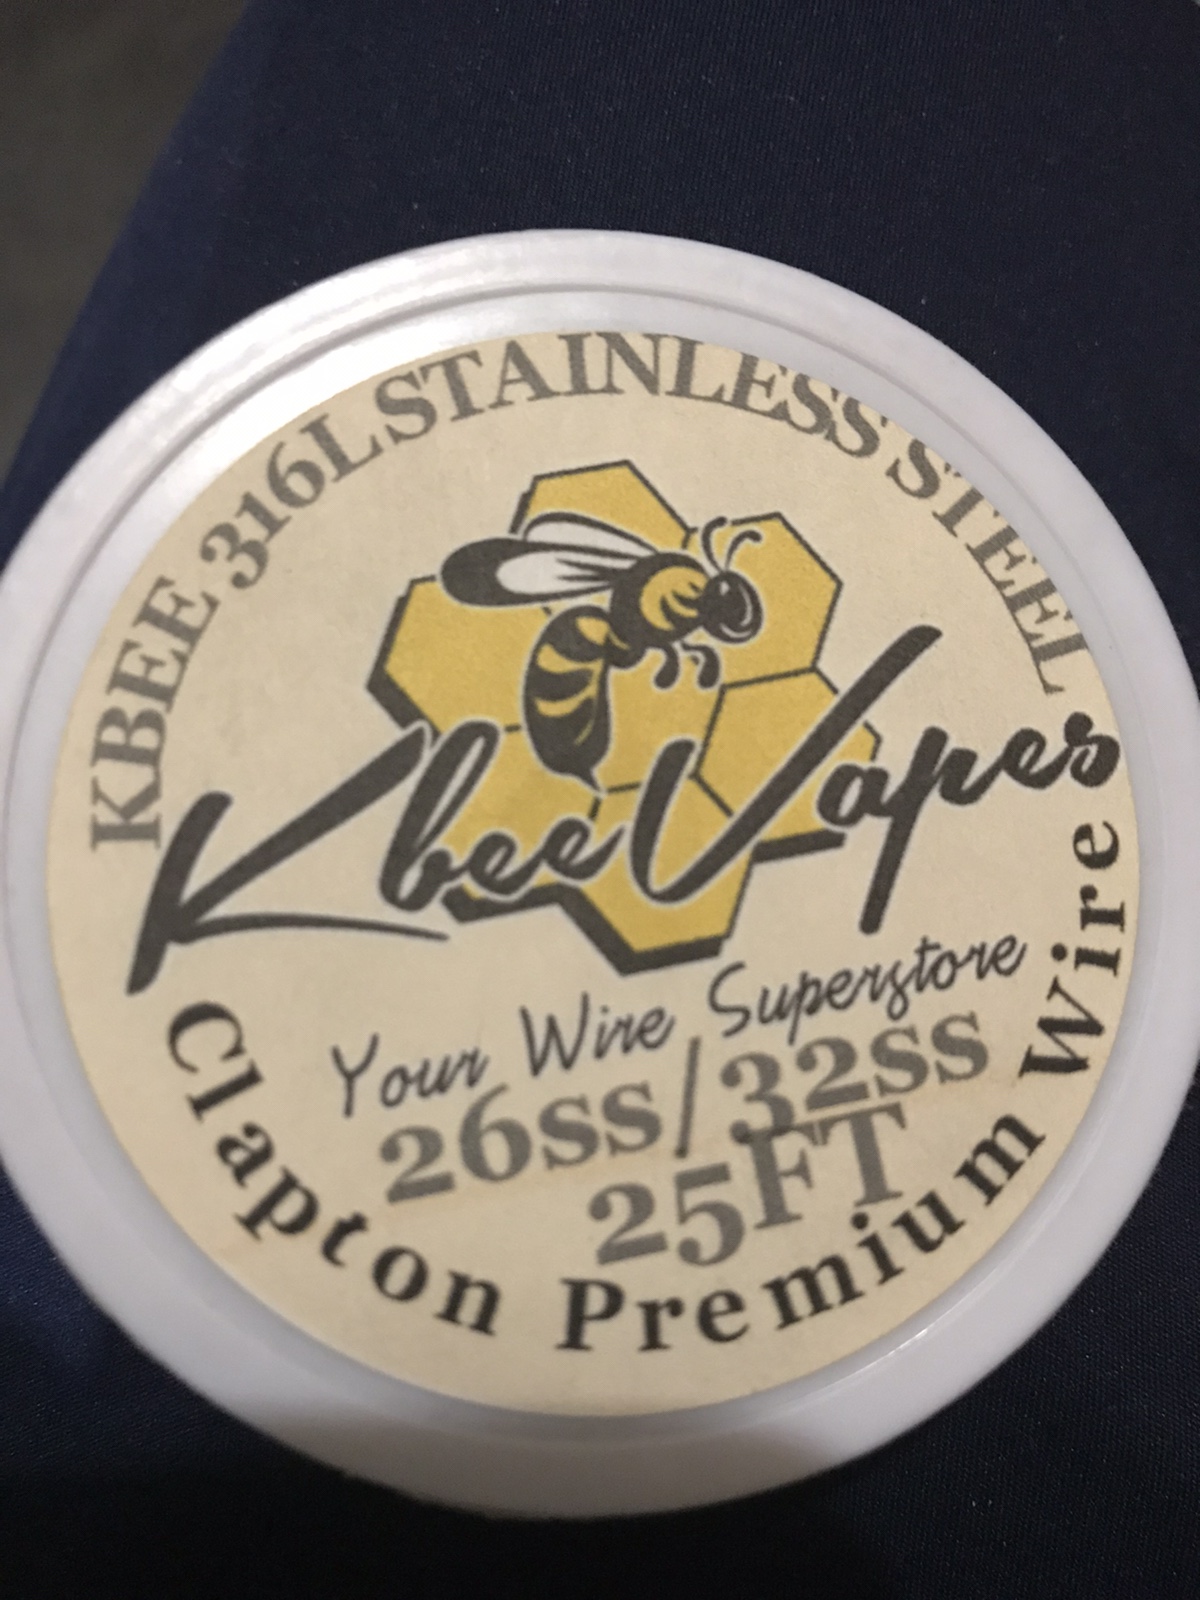 KBEE 316L STAINLESS STEEL
KbeeVapes
Your Wire Superstore
26ss/32ss
25FT
Clapton Premium Wire